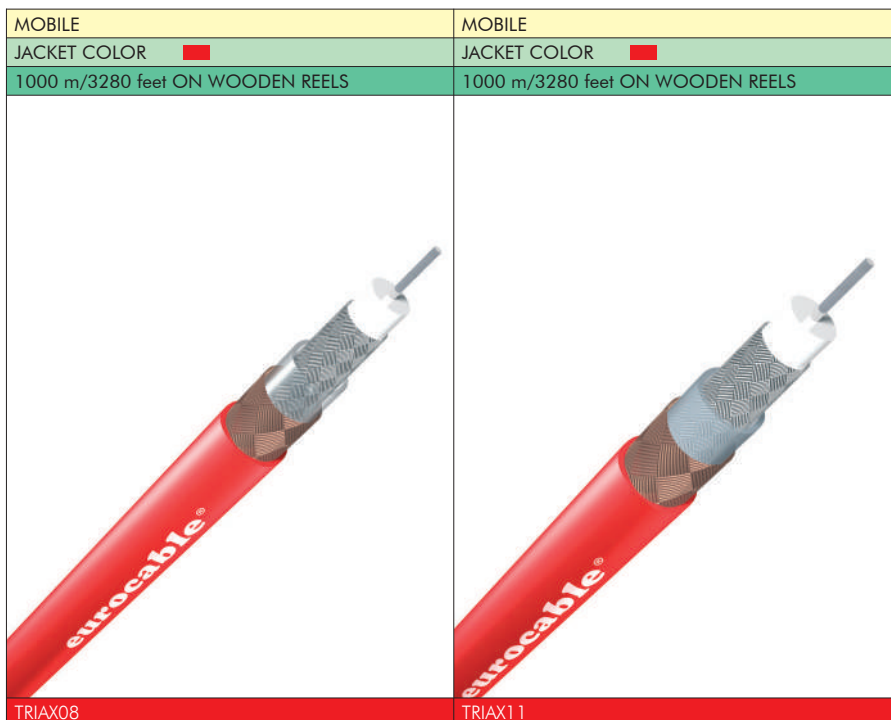 MOBILE
JACKET COLOR
1000 m/3280 feet ON WOODEN REELS
eurocable®
TRIAX08
MOBILE
JACKET COLOR
1000 m/3280 feet ON WOODEN REELS
eurocable®
TRIAX11